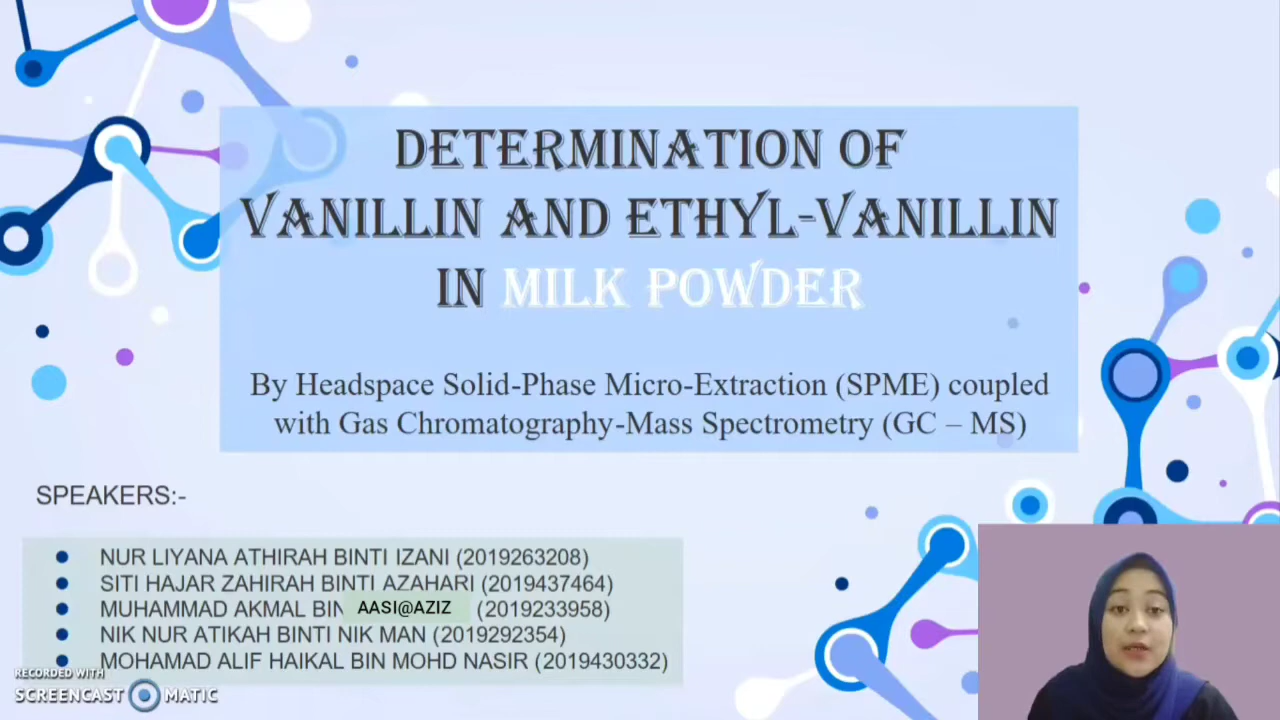 DETERMINATION OF
VANILLIN AND ETHYL-VANILLIN
IN MILK POWDER
By Headspace Solid-Phase Micro-Extraction (SPME) coupled
with Gas Chromatography-Mass Spectrometry (GC – MS)
SPEAKERS:-
● NUR LIYANA ATHIRAH BINTI IZANI (2019263208)
● SITI HAJAR ZAHIRAH BINTI AZAHARI (2019437464)
● MUHAMMAD AKMAL BIN AASI@AZIZ (2019233958)
● NIK NUR ATIKAH BINTI NIK MAN (2019292354)
● MOHAMAD ALIF HAIKAL BIN MOHD NASIR (2019430332)
RECORDED WITH
SCREENCAST MATIC